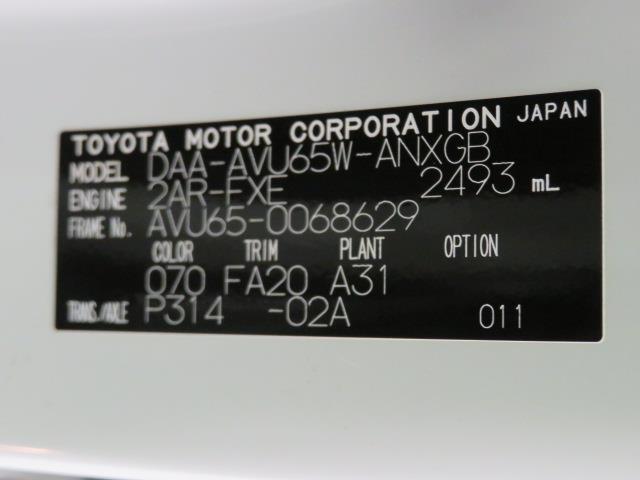 TOYOTA MOTOR CORPORATION JAPAN
MODEL DAA-AVU65W-ANXGB
ENGINE 2AR-FXE 2493 mL
FRAME No. AVU65-0068629
COLOR TRIM PLANT OPTION
070 FA20 A31
TRANS./AXLE P314 -02A 011